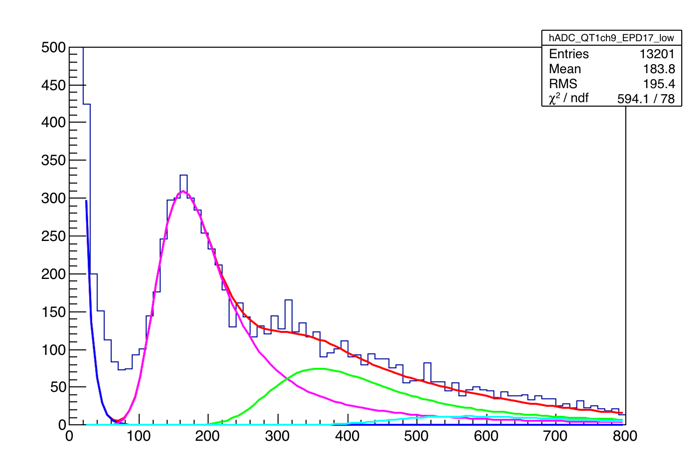 hADC_QT1ch9_EPD17_low
Entries 13201
Mean 183.8
RMS 195.4
χ² / ndf 594.1 / 78
500
450
400
350
300
250
200
150
100
50
0
0 100 200 300 400 500 600 700 800